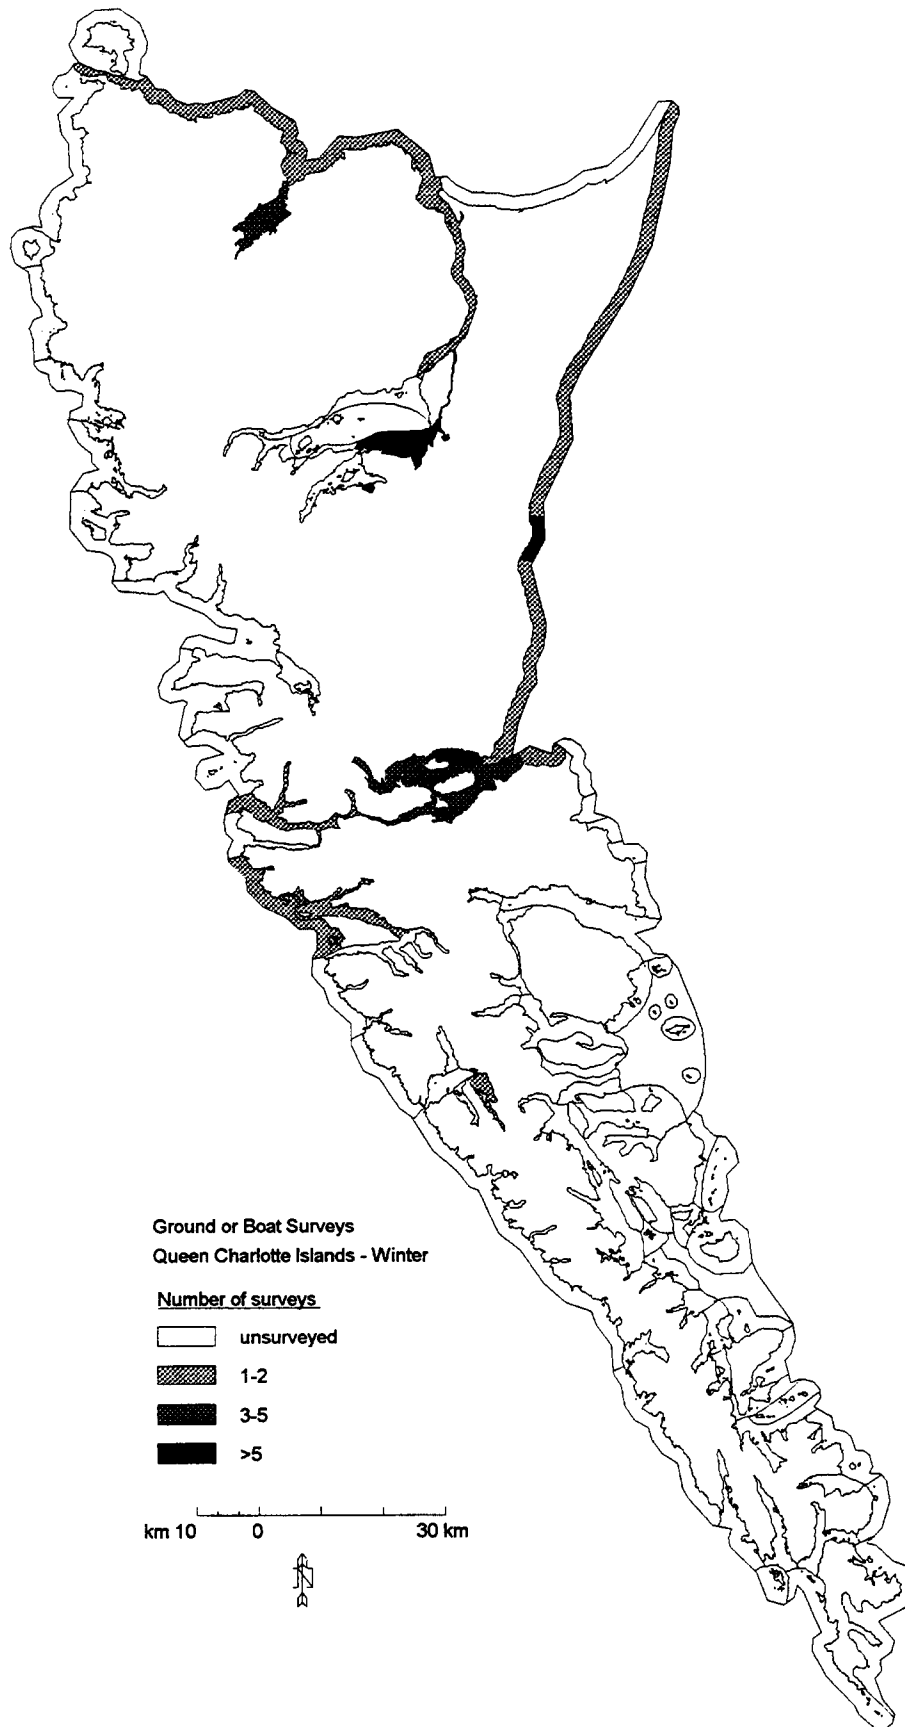 Ground or Boat Surveys
Queen Charlotte Islands - Winter
Number of surveys
unsurveyed
1-2
3-5
>5
km 10 0 30 km
N